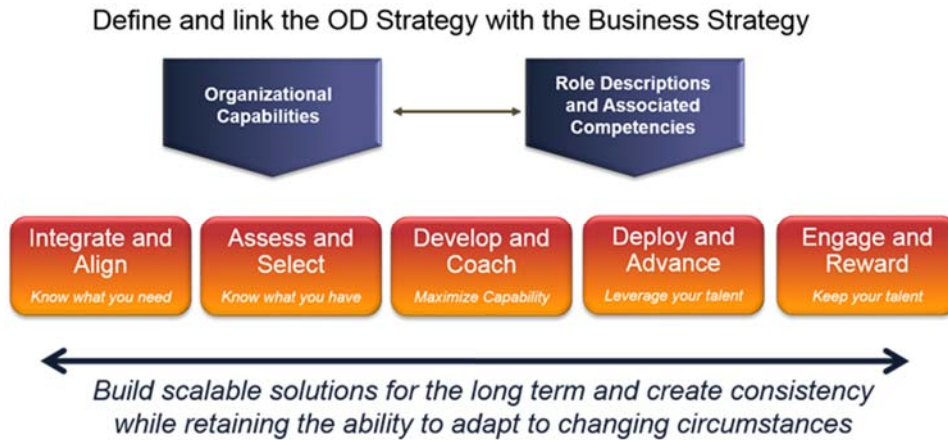 Define and link the OD Strategy with the Business Strategy
Organizational
Capabilities
Role Descriptions
and Associated
Competencies
Integrate and
Align
Know what you need
Assess and
Select
Know what you have
Develop and
Coach
Maximize Capability
Deploy and
Advance
Leverage your talent
Engage and
Reward
Keep your talent
Build scalable solutions for the long term and create consistency
while retaining the ability to adapt to changing circumstances